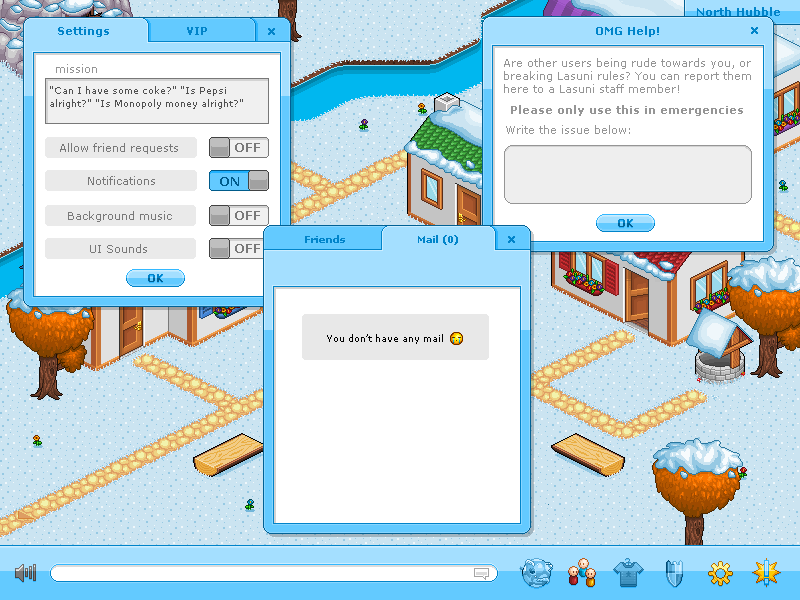 North Hubble
Settings
VIP
mission
"Can I have some coke?" "Is Pepsi
alright?" "Is Monopoly money alright?"
Allow friend requests
OFF
Notifications
ON
Background music
OFF
UI Sounds
OFF
OK
OMG Help!
Are other users being rude towards you, or
breaking Lasuni rules? You can report them
here to a Lasuni staff member!
Please only use this in emergencies
Write the issue below:
OK
Friends
Mail (0)
You don't have any mail